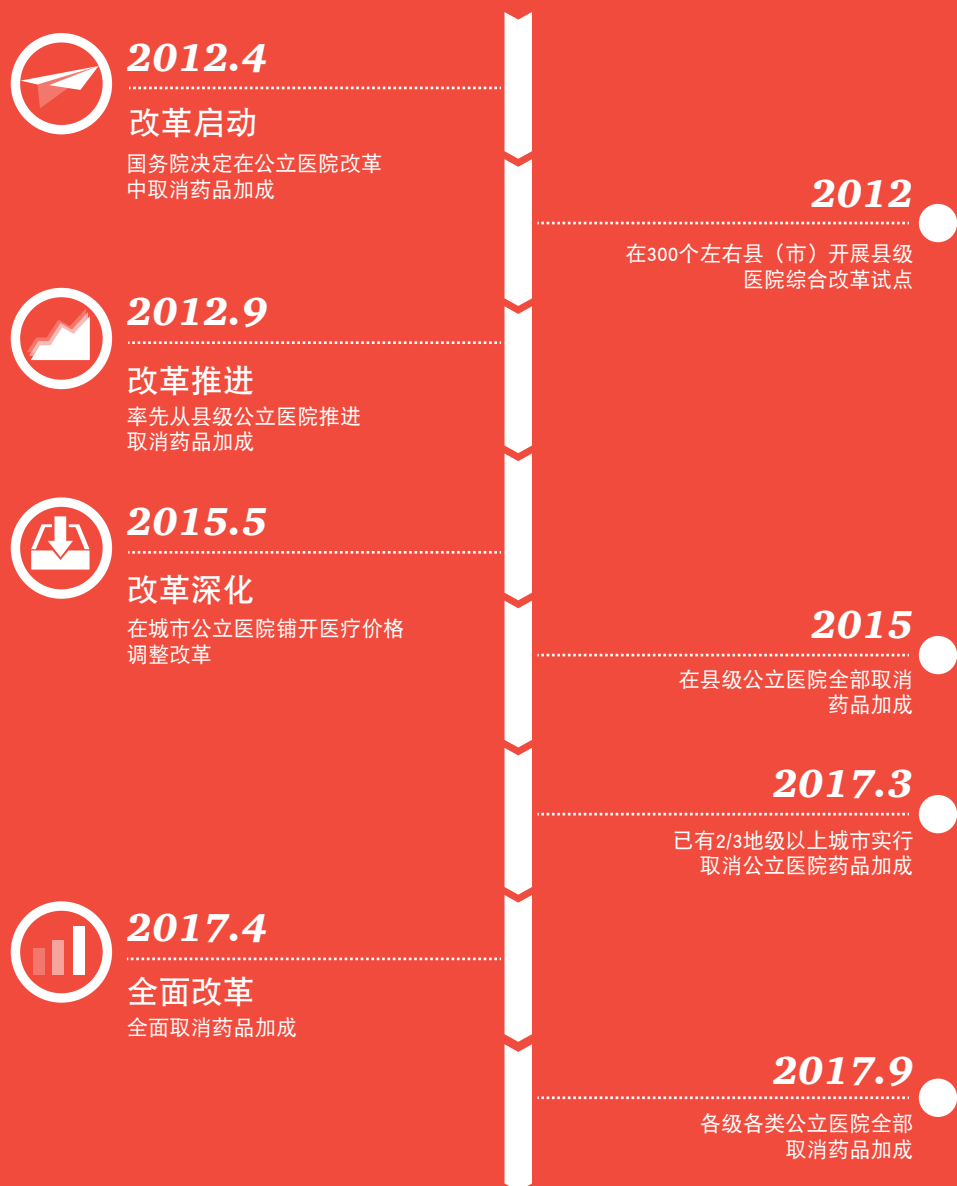 2012.4
改革启动
国务院决定在公立医院改革
中取消药品加成
2012
在300个左右县（市）开展县级
医院综合改革试点
2012.9
改革推进
率先从县级公立医院推进
取消药品加成
2015.5
改革深化
在城市公立医院铺开医疗价格
调整改革
2015
在县级公立医院全部取消
药品加成
2017.3
已有2/3地级以上城市实行
取消公立医院药品加成
2017.4
全面改革
全面取消药品加成
2017.9
各级各类公立医院全部
取消药品加成